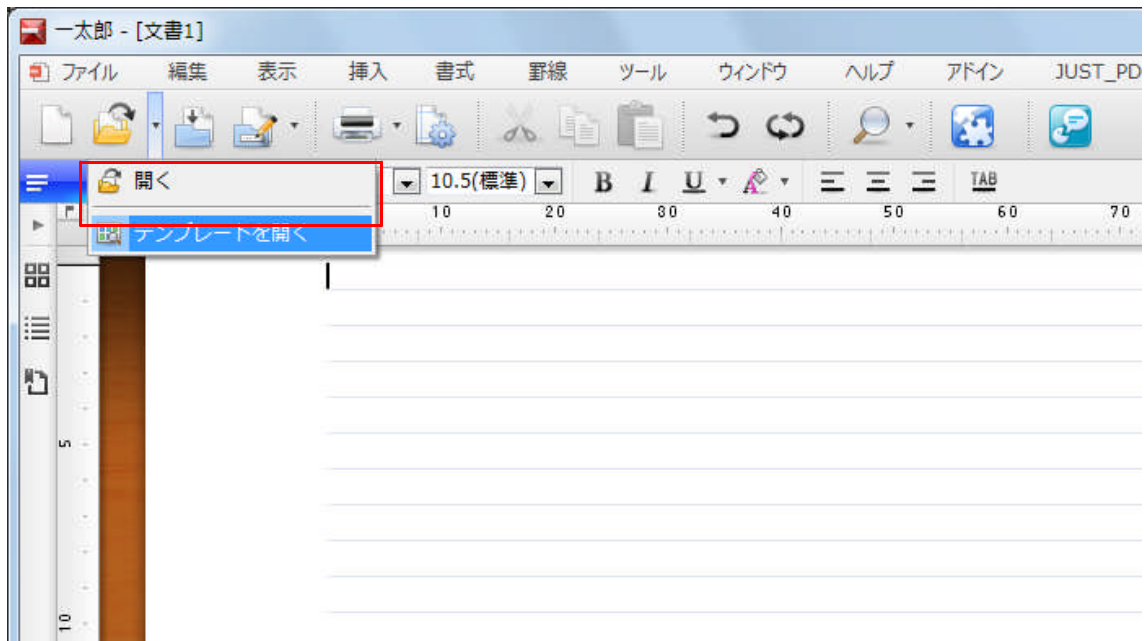 一太郎 - [文書1]
ファイル 編集 表示 挿入 書式 罫線 ツール ウィンドウ ヘルプ アドイン JUST_PD
開く
10.5(標準) B I U TAB
10 20 30 40 50 60 70
テンプレートを開く
5
10